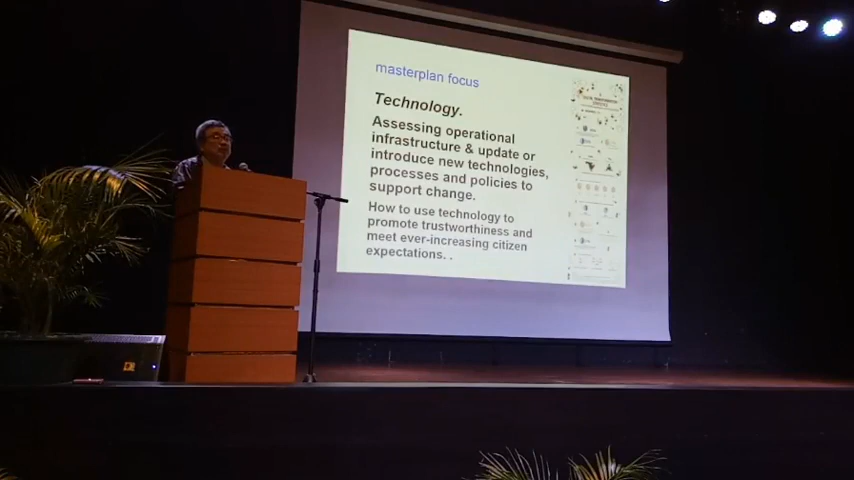 masterplan focus
Technology.
Assessing operational
infrastructure & update or
introduce new technologies,
processes and policies to
support change.
How to use technology to
promote trustworthiness and
meet ever-increasing citizen
expectations. .